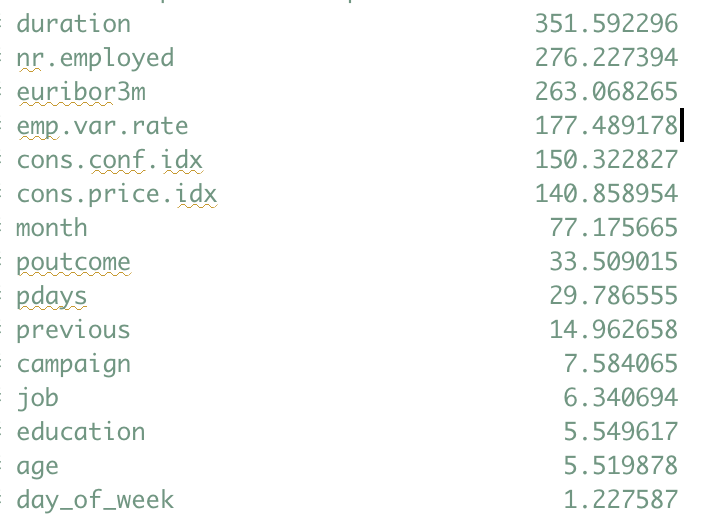 duration 351.592296
nr.employed 276.227394
euribor3m 263.068265
emp.var.rate 177.489178
cons.conf.idx 150.322827
cons.price.idx 140.858954
month 77.175665
poutcome 33.509015
pdays 29.786555
previous 14.962658
campaign 7.584065
job 6.340694
education 5.549617
age 5.519878
day_of_week 1.227587